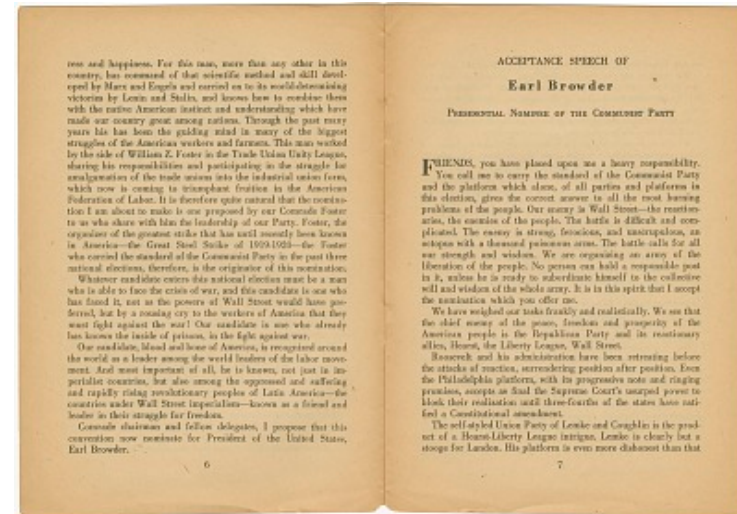 ress and happiness. For this man, more than any other in this
country, has command of that scientific method and skill devel-
oped by Marx and Engels and carried on to its world-determining
victories by Lenin and Stalin, and knows how to combine them
with the native American instinct and understanding which have
made our country great among nations. Through the past many
years his has been the guiding mind in many of the biggest
struggles of the American workers and farmers. This man worked
by the side of William Z. Foster in the Trade Union Unity League,
sharing his responsibilities and participating in the struggle for
amalgamation of the trade unions into the industrial union form,
which now is coming to triumphant fruition in the American
Federation of Labor. It is therefore quite natural that the nomina-
tion I am about to make is one proposed by our Comrade Foster
to us who share with him the leadership of our Party. Foster, the
organizer of the greatest strike that has until recently been known
in America—the Great Steel Strike of 1919-1920—the Foster
who carried the standard of the Communist Party in the past three
national elections, therefore, is the originator of this nomination.
Whatever candidate enters this national election must be a man
who is able to face the crisis of war, and this candidate is one who
has faced it, not as the powers of Wall Street would have pre-
ferred, but by a rousing cry to the workers of America that they
must fight against the war! Our candidate is one who already
has known the inside of prisons, in the fight against war.
Our candidate, blood and bone of America, is recognized around
the world as a leader among the world leaders of the labor move-
ment. And most important of all, he is known, not just in im-
perialist countries, but also among the oppressed and suffering
and rapidly rising revolutionary peoples of Latin America—the
countries under Wall Street imperialism—known as a friend and
leader in their struggle for freedom.
Comrade chairman and fellow delegates, I propose that this
convention now nominate for President of the United States,
Earl Browder.
6
ACCEPTANCE SPEECH OF
Earl Browder
PRESIDENTIAL NOMINEE OF THE COMMUNIST PARTY
FRIENDS, you have placed upon me a heavy responsibility.
You call me to carry the standard of the Communist Party
and the platform which alone, of all parties and platforms in
this election, gives the correct answer to all the most burning
problems of the people. Our enemy is Wall Street—the reaction-
aries, the enemies of the people. The battle is difficult and com-
plicated. The enemy is strong, ferocious, and unscrupulous, an
octopus with a thousand poisonous arms. The battle calls for all
our strength and wisdom. We are organizing an army of the
liberation of the people. No person can hold a responsible post
in it, unless he is ready to subordinate himself to the collective
will and wisdom of the whole army. It is in this spirit that I accept
the nomination which you offer me.
We have weighed our tasks frankly and realistically. We see that
the chief enemy of the peace, freedom and prosperity of the
American people is the Republican Party and its reactionary
allies, Hearst, the Liberty League, Wall Street.
Roosevelt and his administration have been retreating before
the attacks of reaction, surrendering position after position. Even
the Philadelphia platform, with its progressive note and ringing
promises, accepts as final the Supreme Court's usurped power to
block their realization until three-fourths of the states have rati-
fied a Constitutional amendment.
The self-styled Union Party of Lemke and Coughlin is the prod-
uct of a Hearst-Liberty League intrigue. Lemke is clearly but a
stooge for Landon. His platform is even more dishonest than that
7